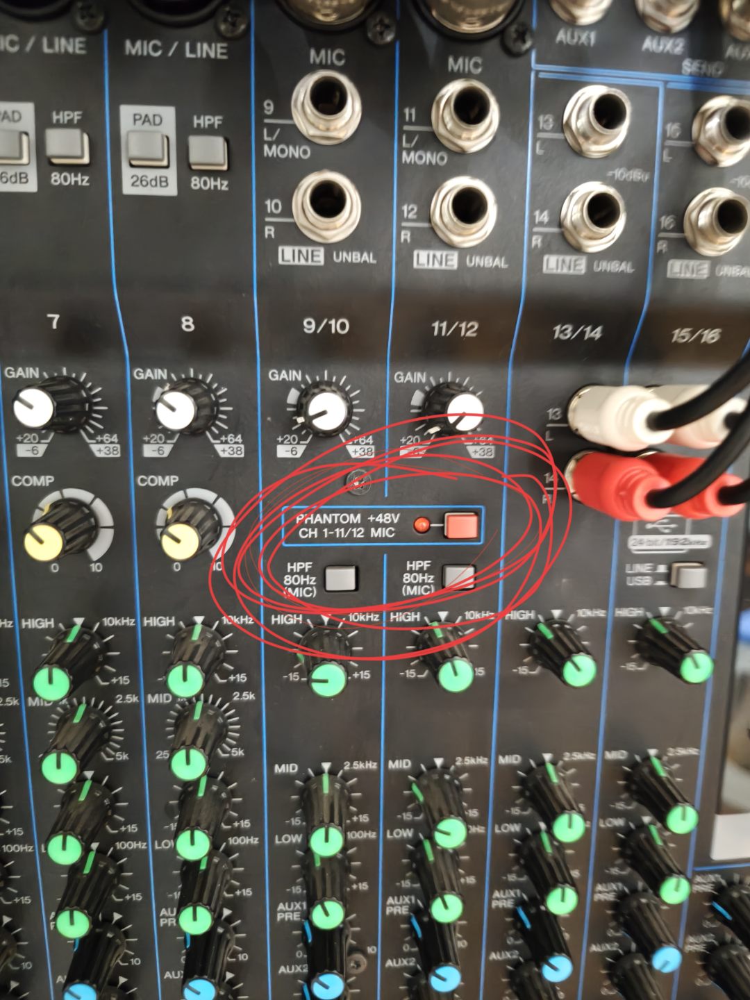 IC / LINE
MIC / LINE
MIC
MIC
AUX1
AUX2
SEND
PAD
HPF
26dB
80Hz
HPF
80Hz
9
L/
MONO
10
R
LINE UNBAL
11
L/
MONO
12
R
LINE UNBAL
13
L
-10dBv
14
R
LINE UNBAL
15
L
16
R
LINE
7
8
9/10
11/12
13/14
15/16
GAIN
+20
-6
+64
+38
GAIN
+20
-6
+64
+38
GAIN
+20
-6
+64
+38
GAIN
+20
+64
+38
13
L
14
R
COMP
0
10
COMP
0
10
PHANTOM +48V
CH 1-11/12 MIC
HPF
80Hz
(MIC)
HPF
80Hz
(MIC)
24-bit/192kHz
LINE
USB
HIGH
10kHz
HIGH
10kHz
+15
HIGH
10kHz
-15
+15
HIGH
10kHz
-15
15
HIGH
10kHz
-15
HIGH
10kHz
-15
MID
2.5k
5k
MID
2.5k
25
5k
MID
2.5kHz
-15
+15
MID
2.5kHz
-15
15
MID
2.5kHz
-15
MID
2.5kHz
+15
100Hz
+15
100Hz
LOW
100Hz
LOW
LOW
LOW
+15
+15
-15
+15
-15
15
AUX1
PRE
AUX1
PRE
AUX1
PRE
AUX1
PRE
10
10
0
10
0
10
AUX2
AUX2
AUX2
AUX2